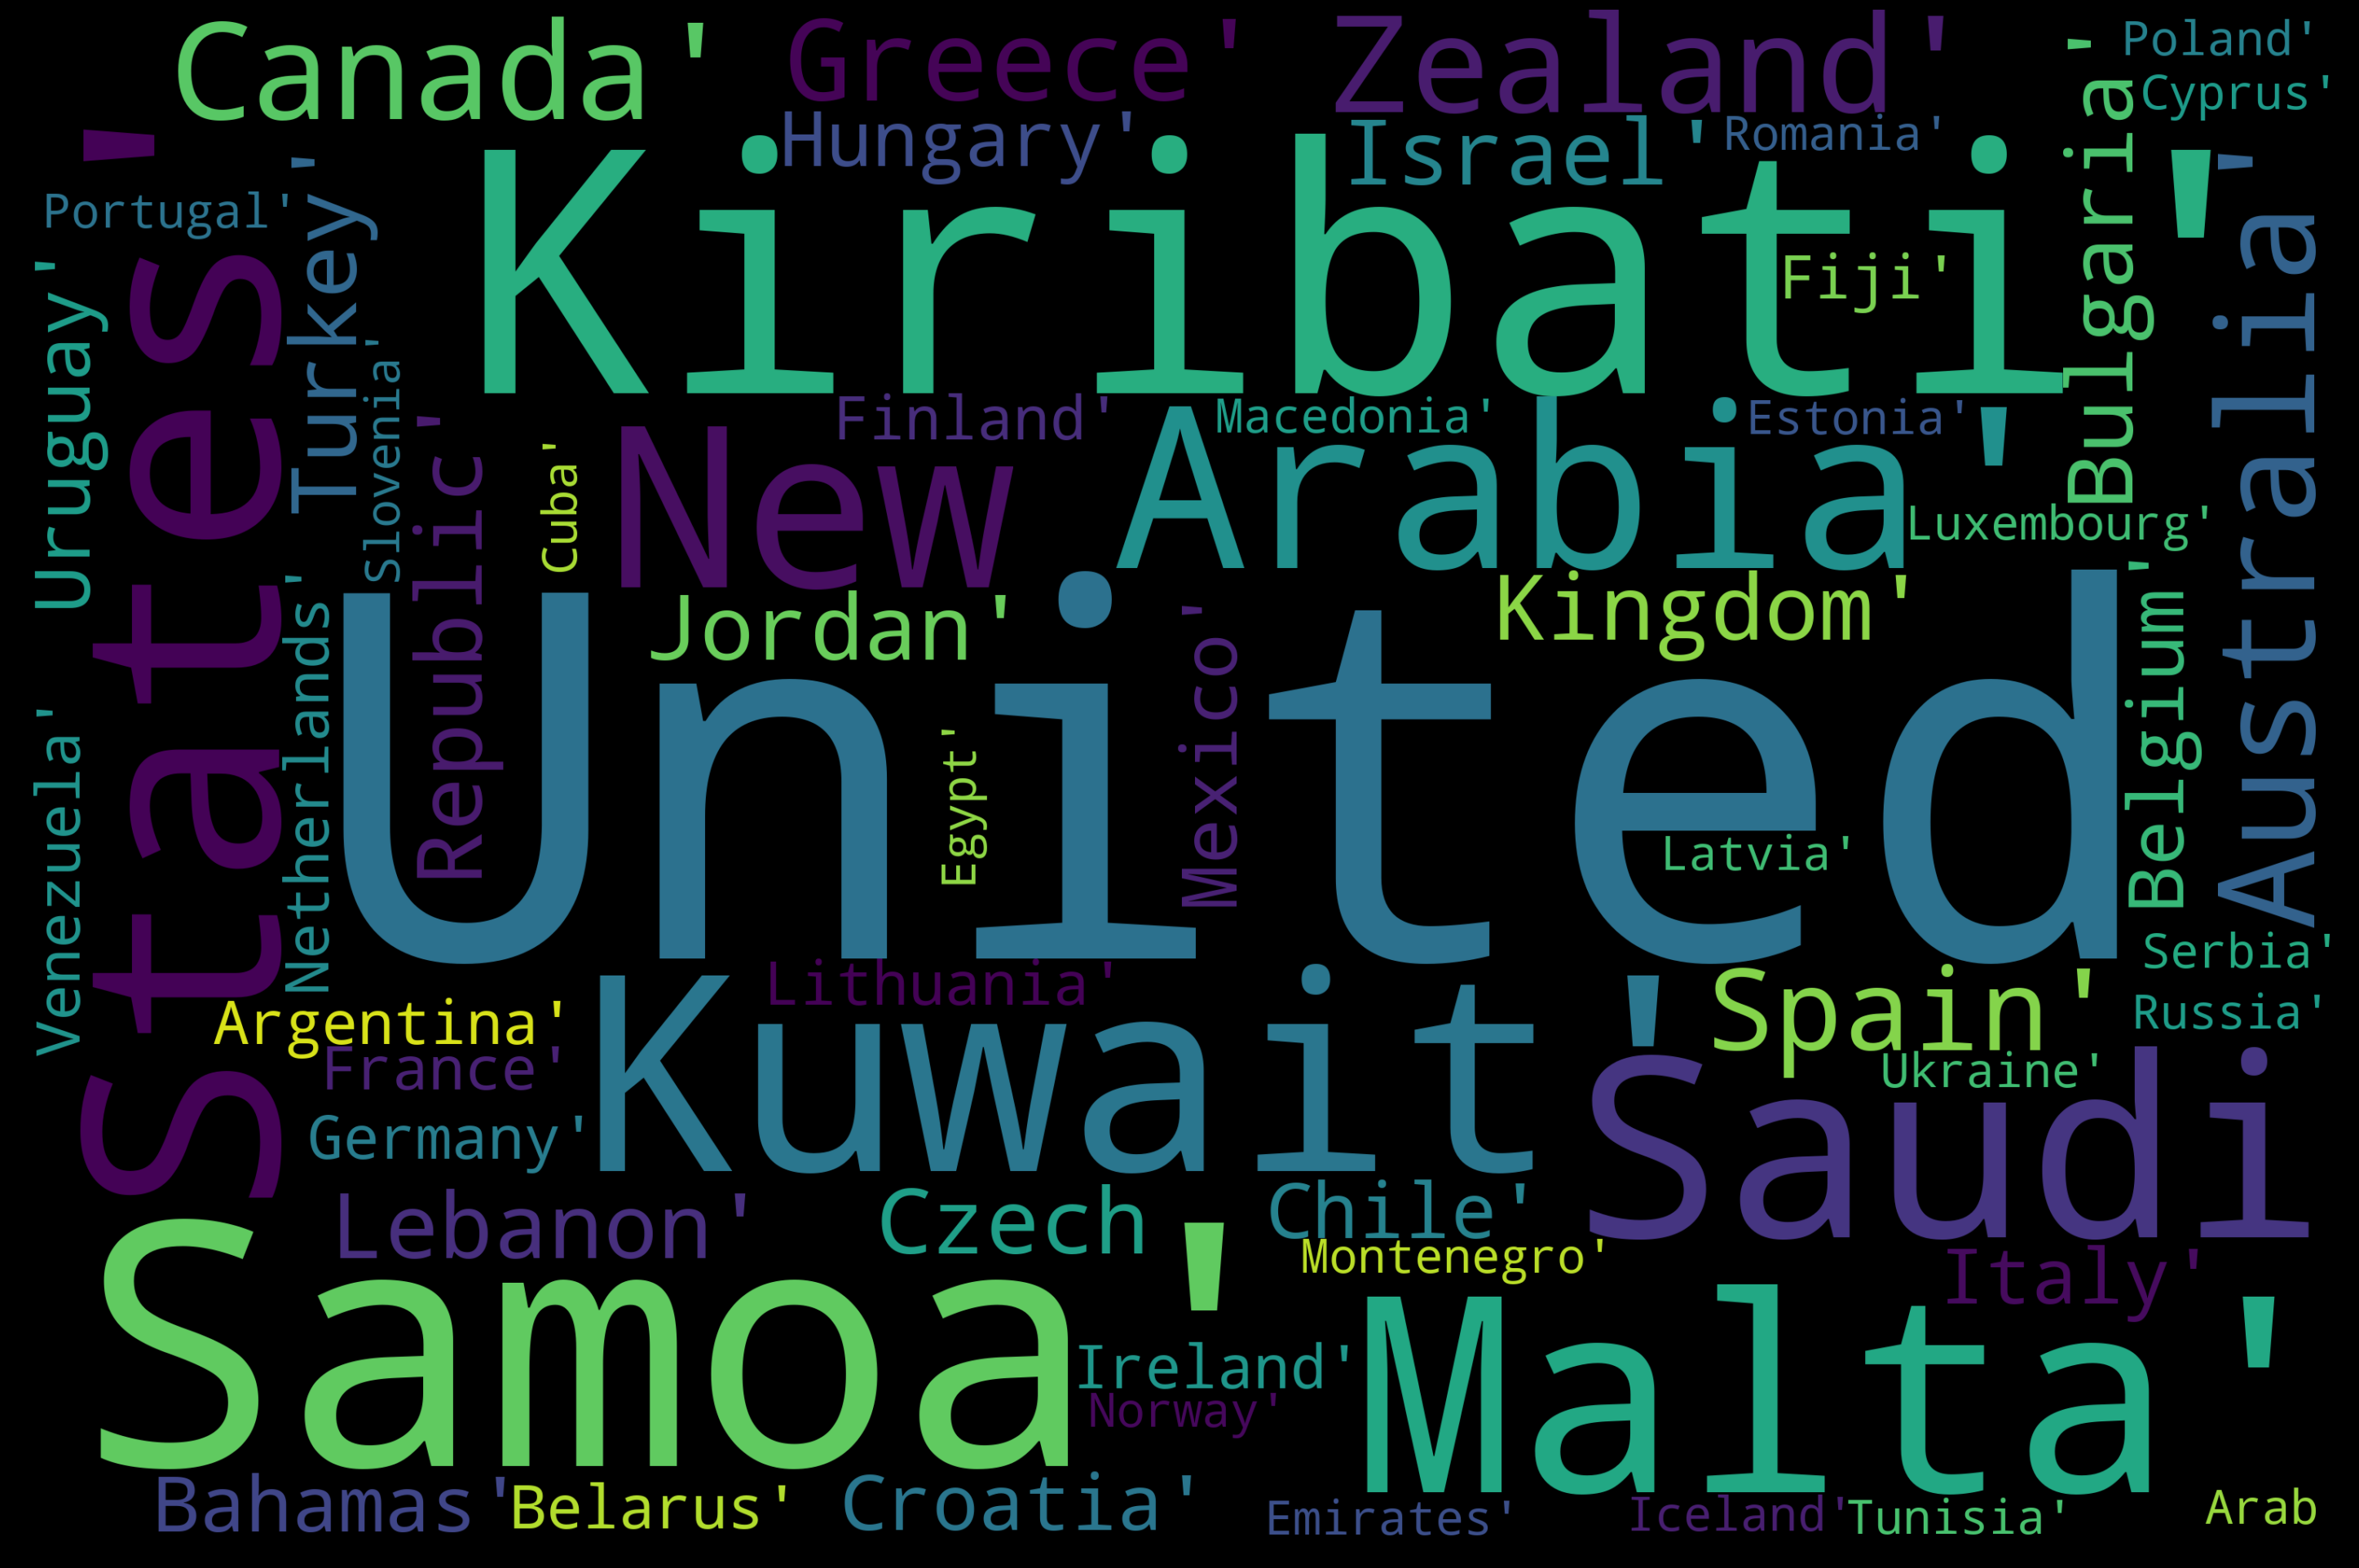 Canada'
Greece'
Zealand'
Poland'
Cyprus'
Hungary'
Israel'
Romania'
Portugal'
Turkey'
Kiribati'
Bulgaria'
Australia'
States'
Uruguay'
Fiji'
Slovenia'
Republic'
Finland'
Macedonia'
Estonia'
Cuba'
New
Arabia'
Luxembourg'
Netherlands'
Jordan'
Kingdom'
Mexico'
Belgium'
United
Egypt'
Latvia'
Venezuela'
Serbia'
Lithuania'
Spain'
Russia'
Argentina'
France'
Kuwait'
Ukraine'
Germany'
Saudi
Lebanon'
Czech
Chile'
Montenegro'
Italy'
Samoa'
Malta'
Ireland'
Norway'
Bahamas'
Belarus'
Croatia'
Emirates'
Iceland'
Tunisia'
Arab